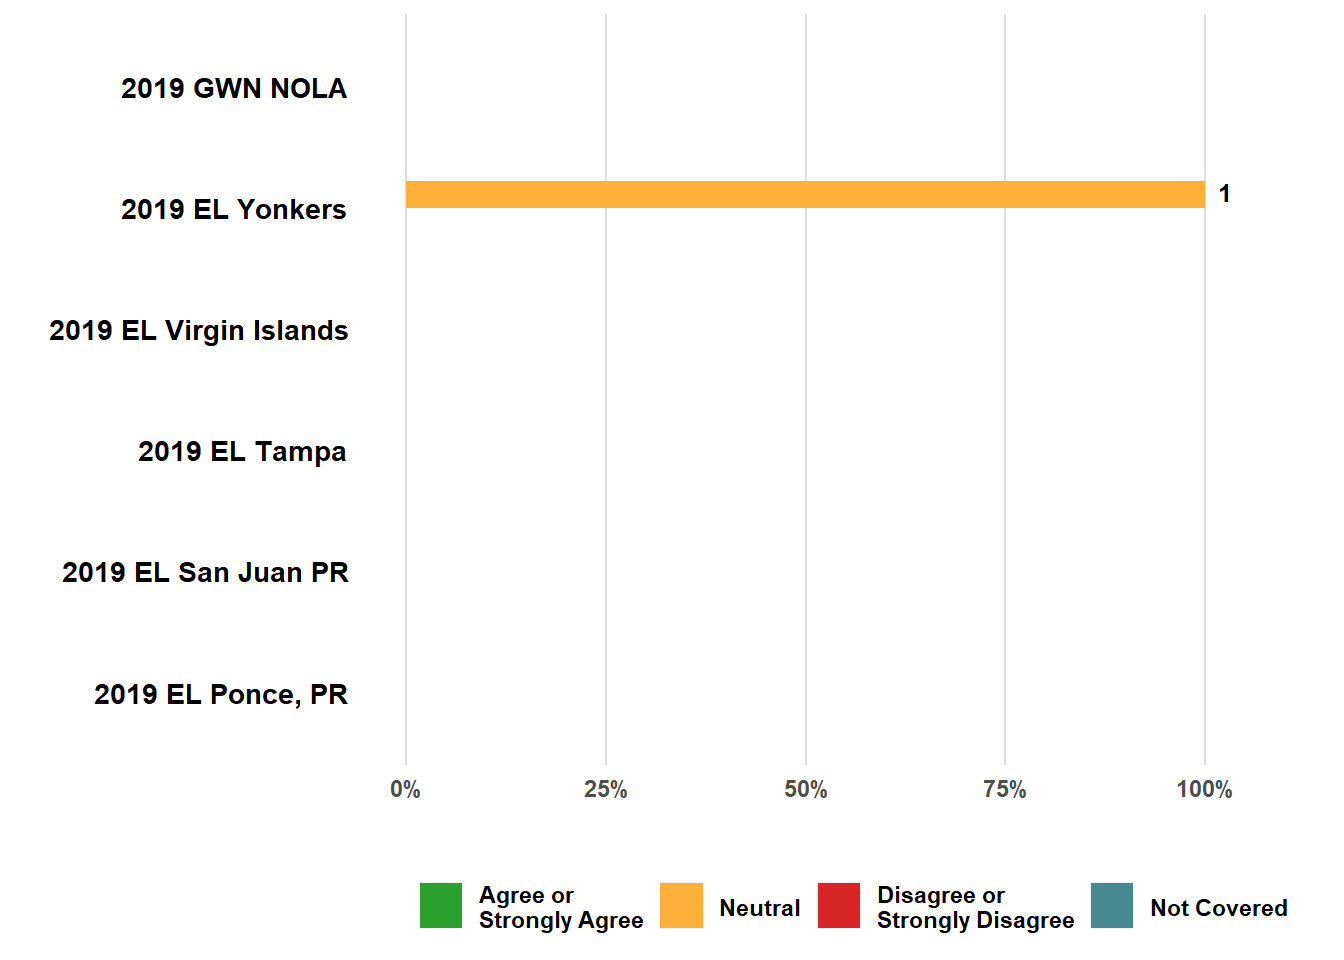 2019 GWN NOLA
2019 EL Yonkers
1
2019 EL Virgin Islands
2019 EL Tampa
2019 EL San Juan PR
2019 EL Ponce, PR
0%
25%
50%
75%
100%
Agree or
Strongly Agree
Neutral
Disagree or
Strongly Disagree
Not Covered